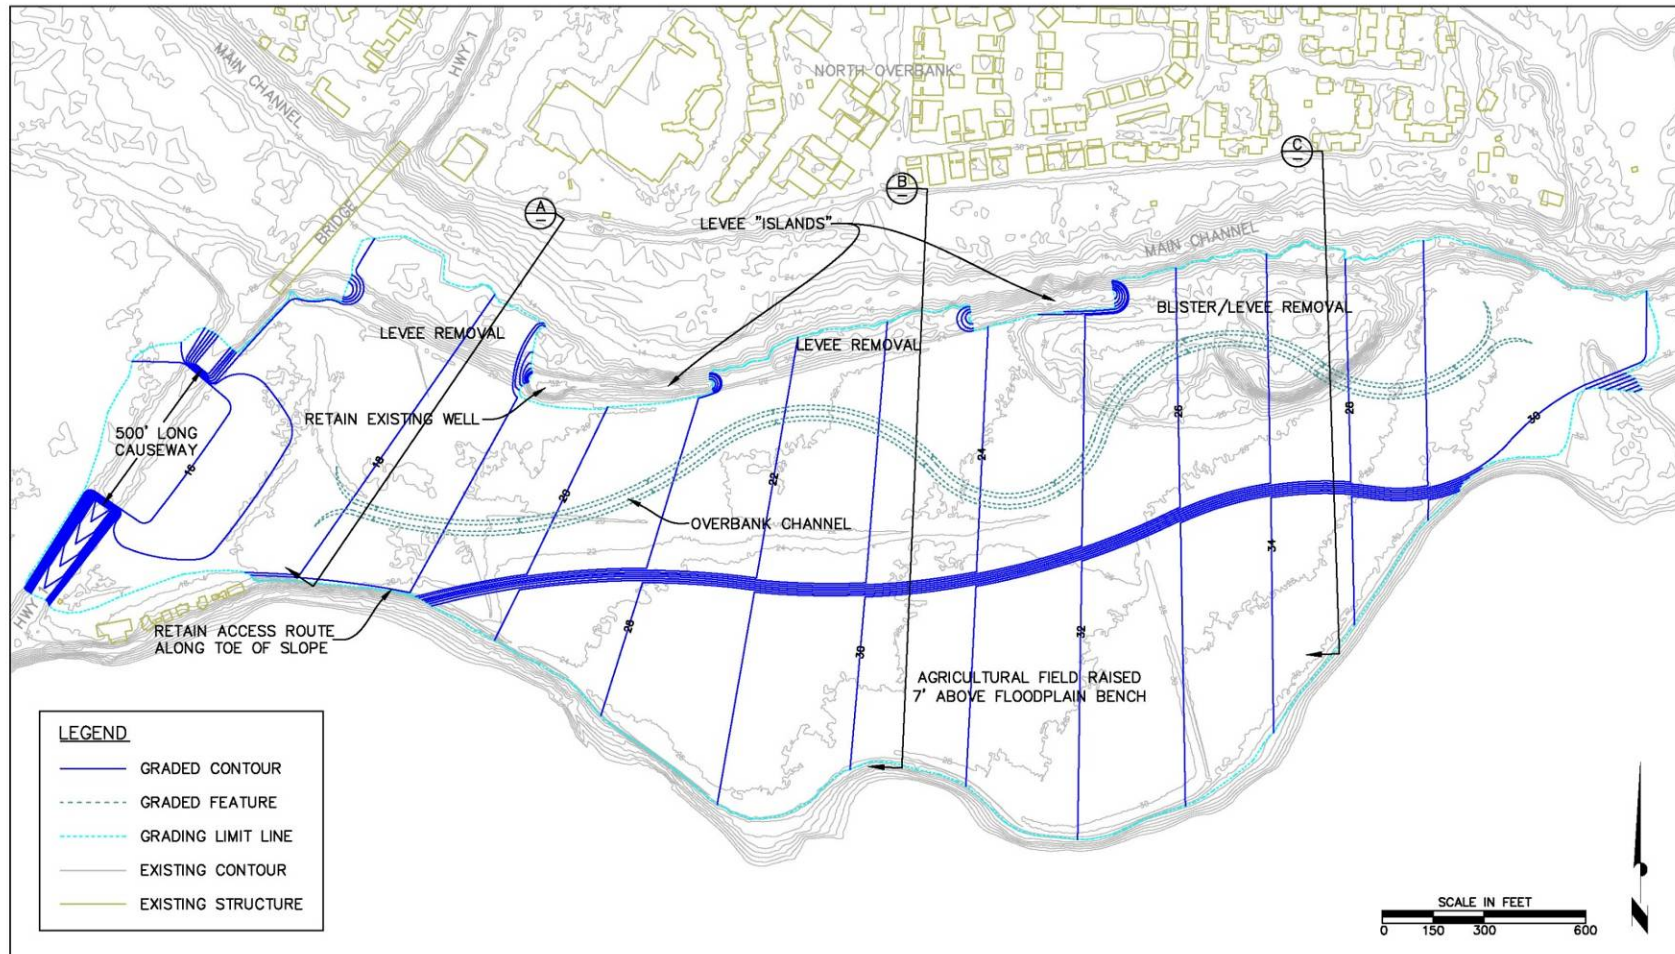 HWY 1
MAIN CHANNEL
NORTH OVERBANK
BRIDGE
A
B
C
LEVEE "ISLANDS"
MAIN CHANNEL
LEVEE REMOVAL
LEVEE REMOVAL
BLISTER/LEVEE REMOVAL
RETAIN EXISTING WELL
500' LONG
CAUSEWAY
16
18
20
22
24
26
28
30
OVERBANK CHANNEL
HWY 1
RETAIN ACCESS ROUTE
ALONG TOE OF SLOPE
28
30
32
34
AGRICULTURAL FIELD RAISED
7' ABOVE FLOODPLAIN BENCH
LEGEND
GRADED CONTOUR
GRADED FEATURE
GRADING LIMIT LINE
EXISTING CONTOUR
EXISTING STRUCTURE
SCALE IN FEET
0 150 300 600
N